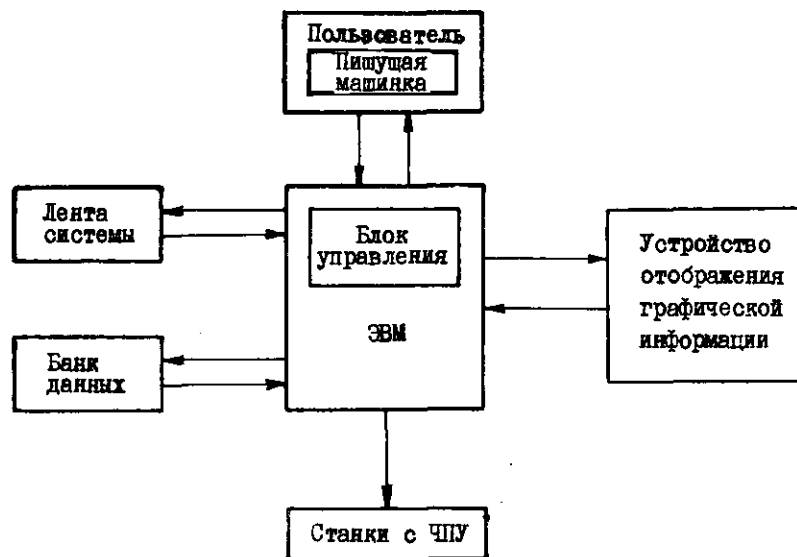 Пользователь
Пишущая
машинка
Лента
системы
Блок
управления
ЭВМ
Устройство
отображения
графической
информации
Банк
данных
Станки с ЧПУ